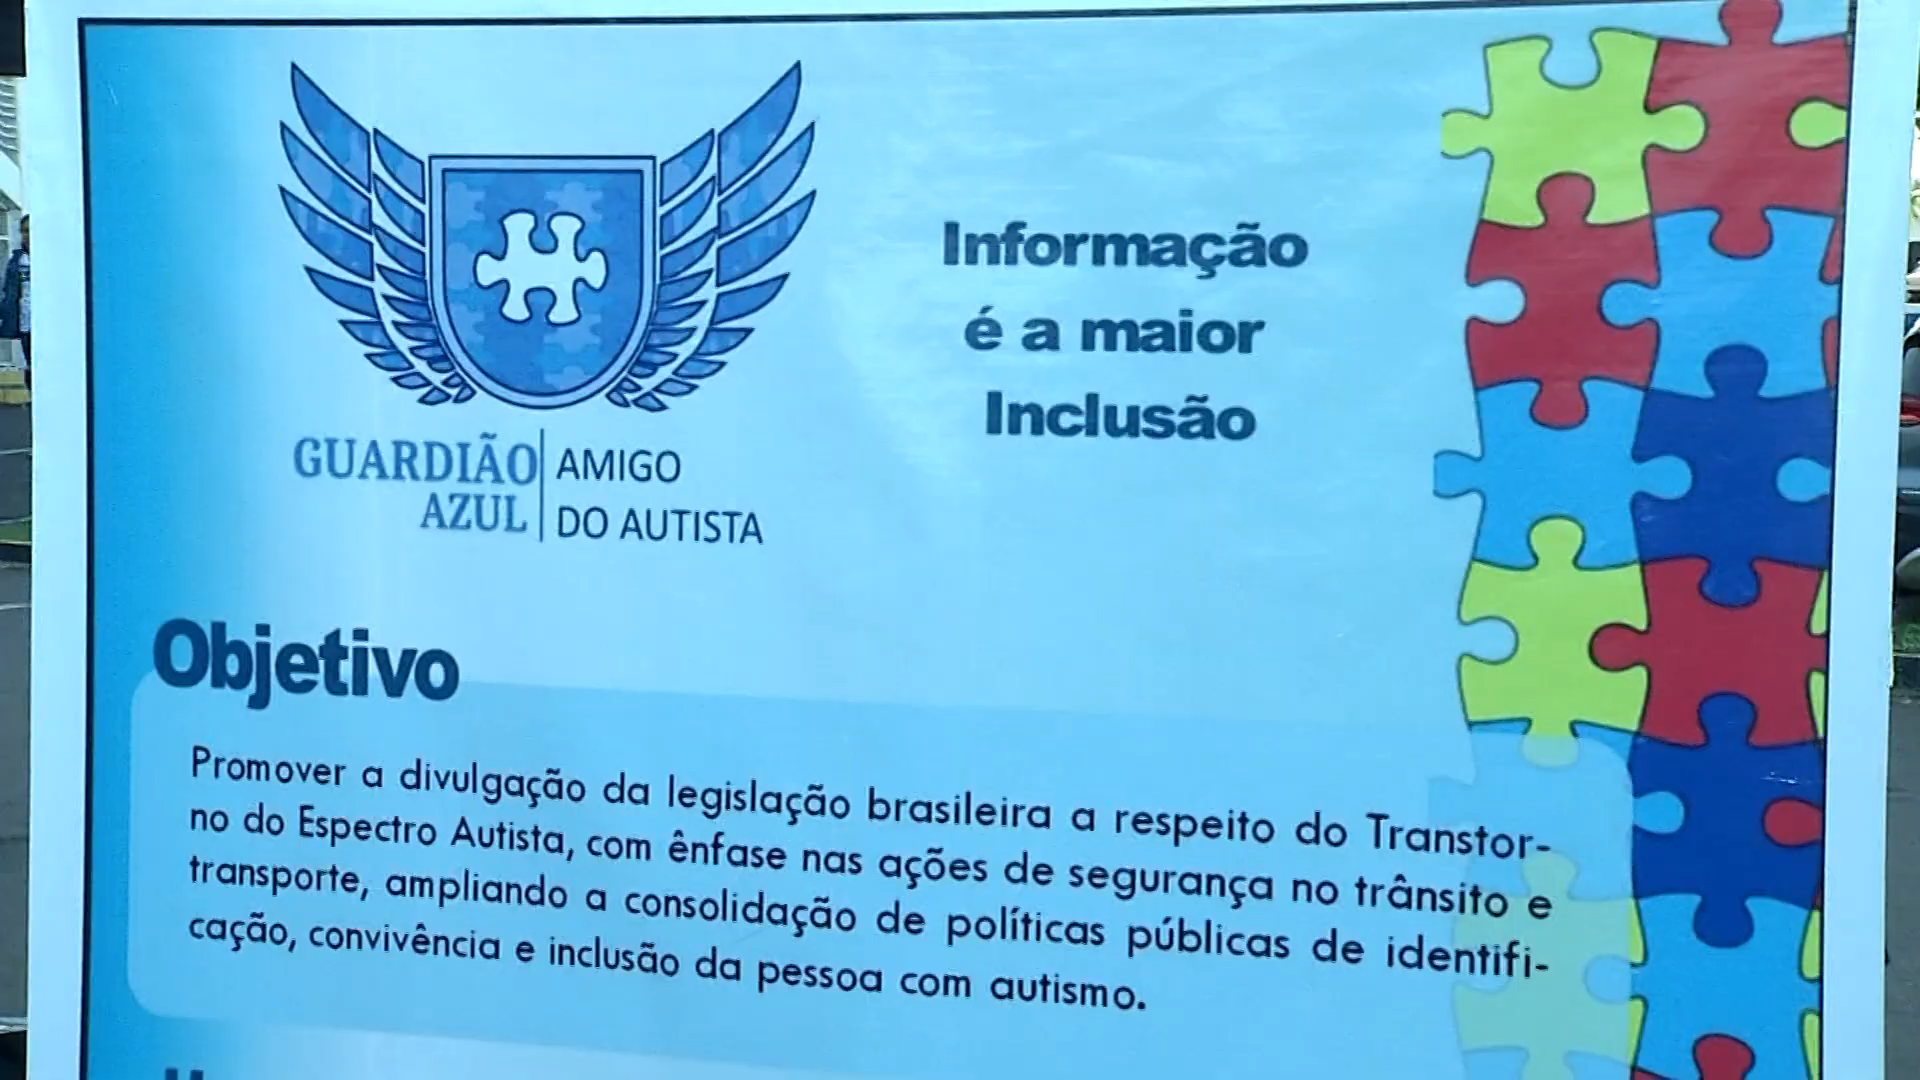 GUARDIÃO
AZUL
AMIGO
DO AUTISTA
Informação
é a maior
Inclusão
Objetivo
Promover a divulgação da legislação brasileira a respeito do Transtor-
no do Espectro Autista, com ênfase nas ações de segurança no trânsito e
transporte, ampliando a consolidação de políticas públicas de identifi-
cação, convivência e inclusão da pessoa com autismo.